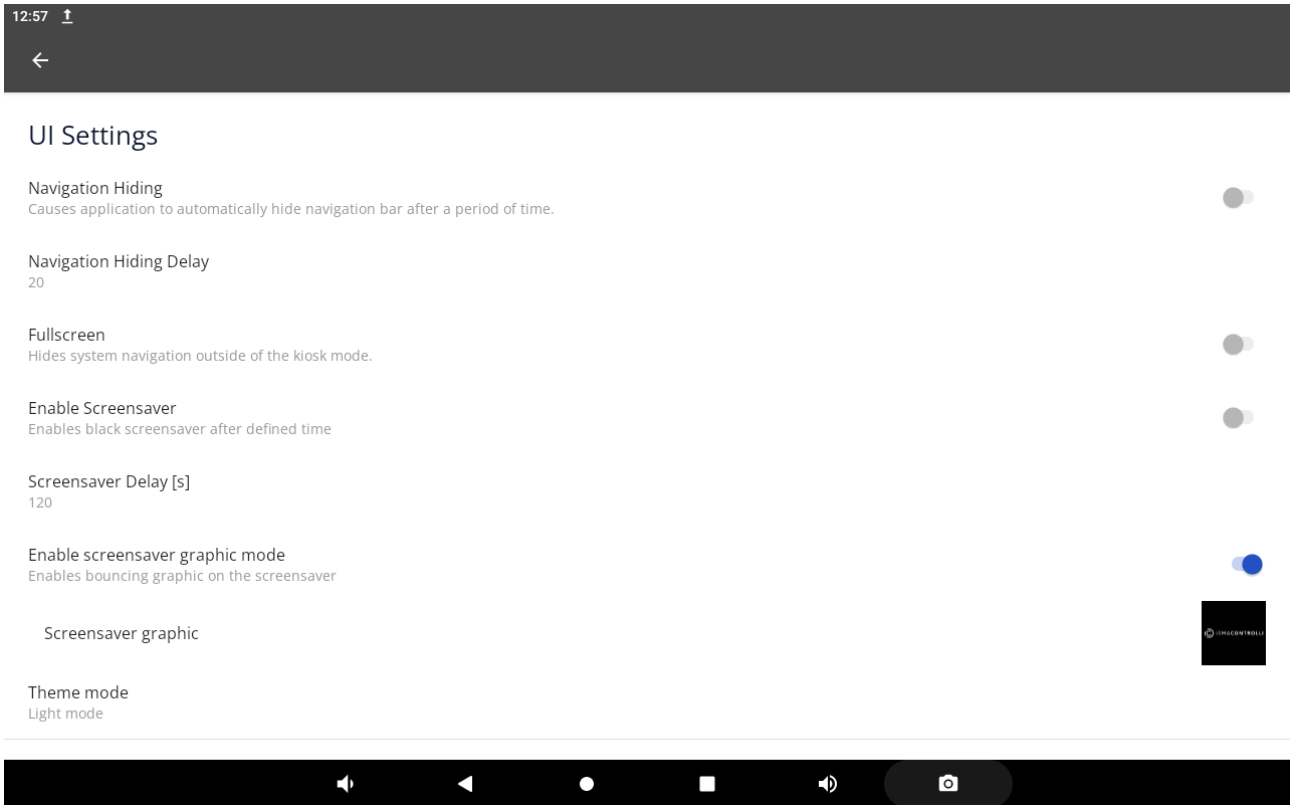 12:57
UI Settings
Navigation Hiding
Causes application to automatically hide navigation bar after a period of time.
Navigation Hiding Delay
20
Fullscreen
Hides system navigation outside of the kiosk mode.
Enable Screensaver
Enables black screensaver after defined time
Screensaver Delay [s]
120
Enable screensaver graphic mode
Enables bouncing graphic on the screensaver
Screensaver graphic
ISMACONTROLLI
Theme mode
Light mode